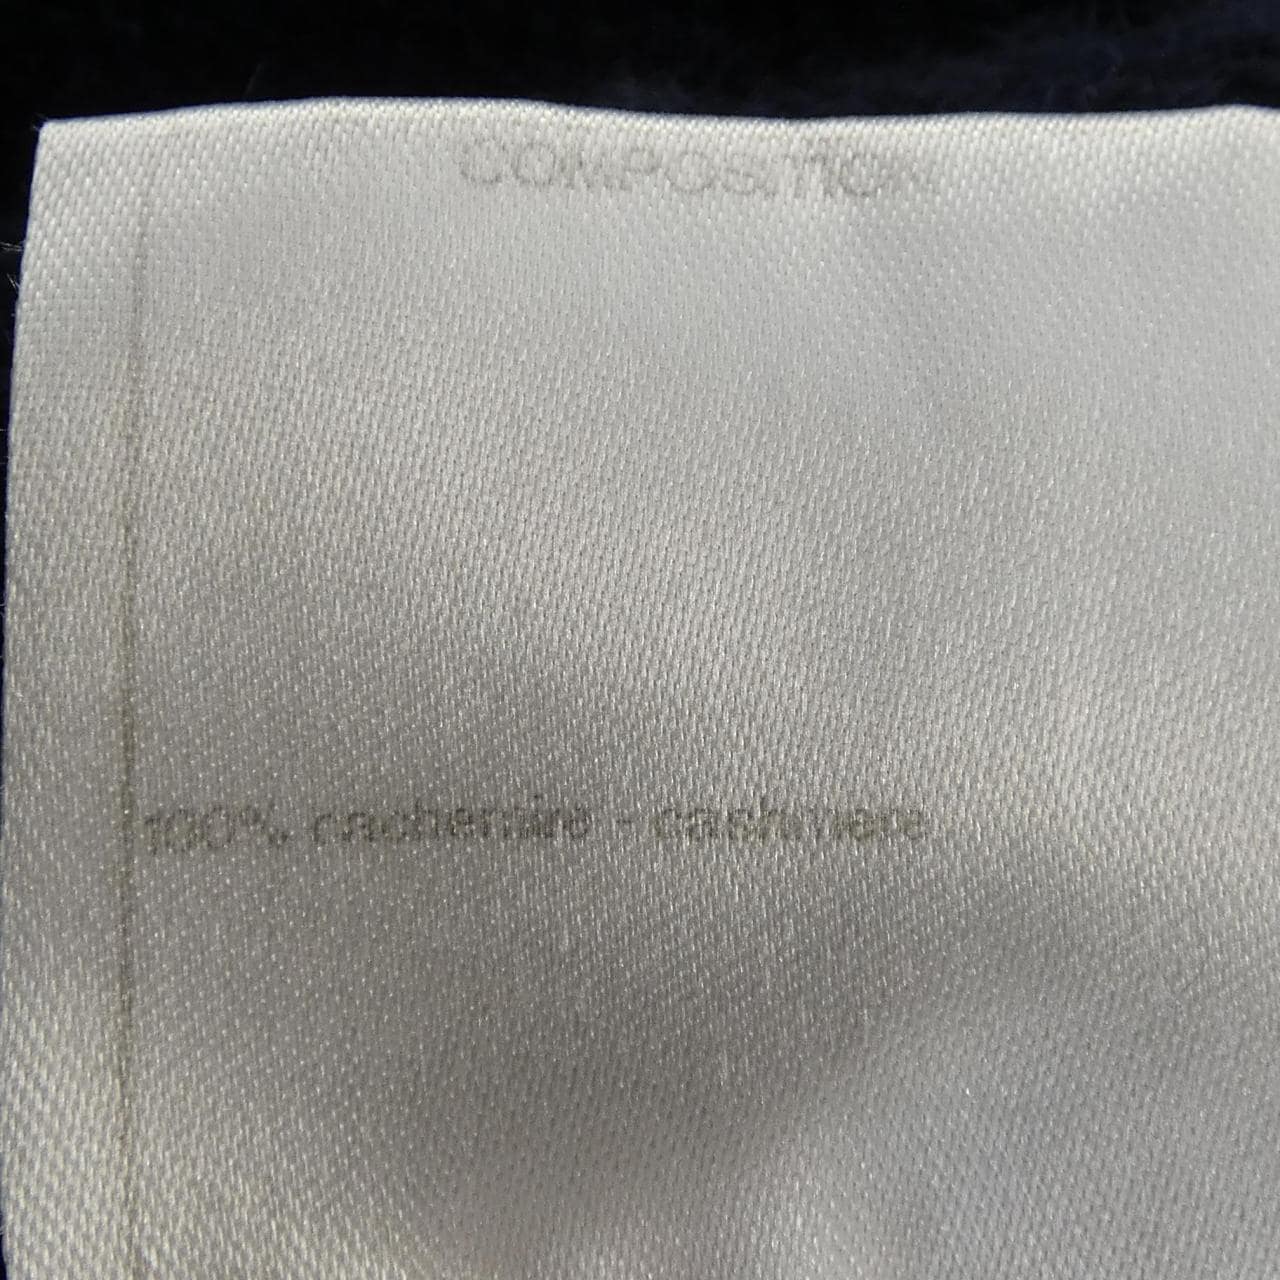 COMPOSITION
100% cachemire - cashmere